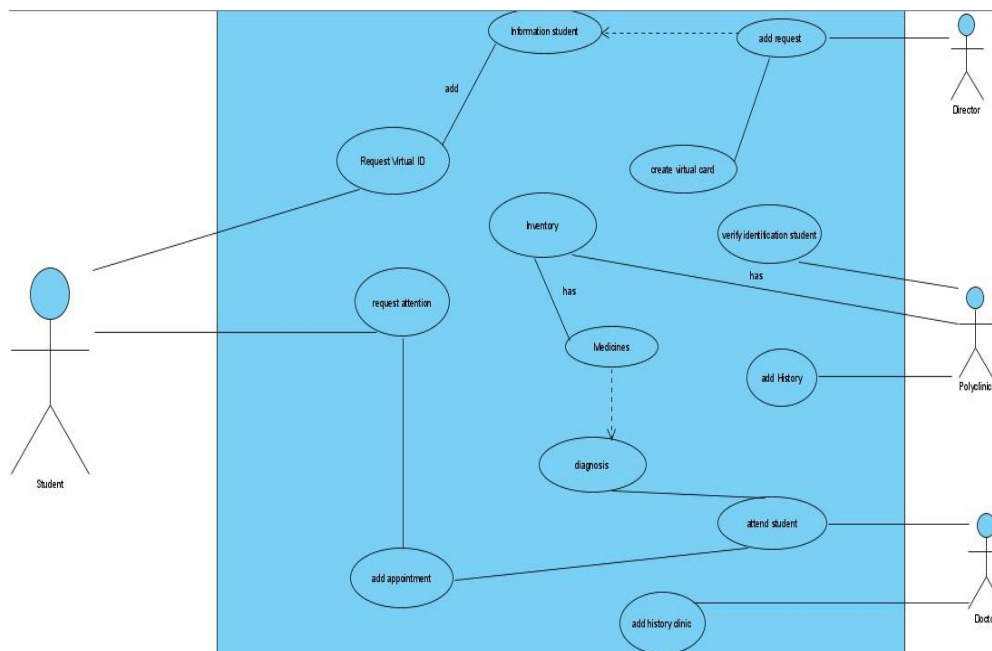 Information student
add request
Director
add
Request Virtual ID
create virtual card
Inventory
verify identification student
has
request attention
has
Medicines
add History
Polyclinic
diagnosis
Student
attend student
add appointment
add history clinic
Docto